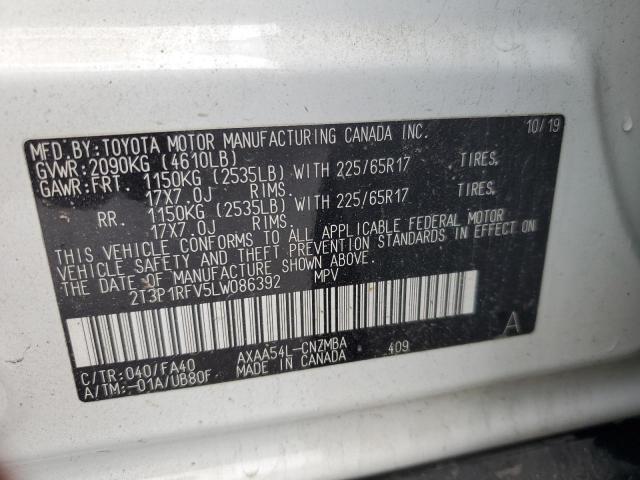 MFD.BY:TOYOTA MOTOR MANUFACTURING CANADA INC. 10/19
GVWR:2090KG (4610LB)
GAWR:FRT. 1150KG (2535LB) WITH 225/65R17 TIRES.
17X7.0J RIMS.
RR. 1150KG (2535LB) WITH 225/65R17 TIRES.
17X7.0J RIMS.
THIS VEHICLE CONFORMS TO ALL APPLICABLE FEDERAL MOTOR
VEHICLE SAFETY AND THEFT PREVENTION STANDARDS IN EFFECT ON
THE DATE OF MANUFACTURE SHOWN ABOVE.
2T3P1RFV5LW086392 MPV
A
C/TR:040/FA40 AXAA54L-CNZMBA 409
A/TM:-01A/UB80F MADE IN CANADA